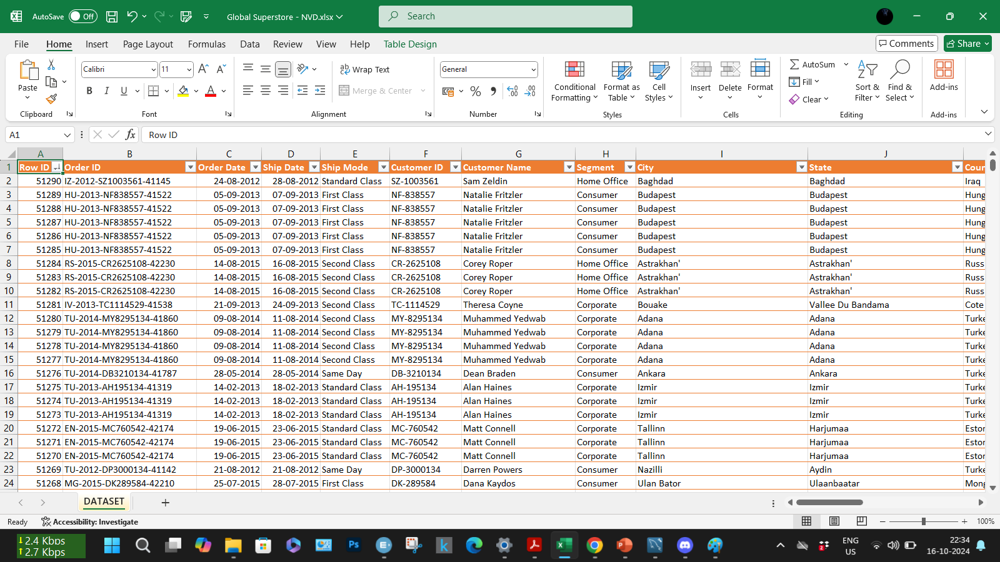 AutoSave Off Global Superstore - NVD.xlsx Search
File Home Insert Page Layout Formulas Data Review View Help Table Design Comments Share
Paste Calibri 11 Wrap Text General Conditional Formatting Format as Table Cell Styles Insert Delete Format AutoSum Fill Clear Sort & Filter Find & Select Add-ins
B I U A Merge & Center
Clipboard Font Alignment Number Styles Cells Editing Add-ins
A1 fx Row ID
A B C D E F G H I J
1 Row ID Order ID Order Date Ship Date Ship Mode Customer ID Customer Name Segment City State Cour
2 51290 IZ-2012-SZ1003561-41145 24-08-2012 28-08-2012 Standard Class SZ-1003561 Sam Zeldin Home Office Baghdad Baghdad Iraq
3 51289 HU-2013-NF838557-41522 05-09-2013 07-09-2013 First Class NF-838557 Natalie Fritzler Consumer Budapest Budapest Hung
4 51288 HU-2013-NF838557-41522 05-09-2013 07-09-2013 First Class NF-838557 Natalie Fritzler Consumer Budapest Budapest Hung
5 51287 HU-2013-NF838557-41522 05-09-2013 07-09-2013 First Class NF-838557 Natalie Fritzler Consumer Budapest Budapest Hung
6 51286 HU-2013-NF838557-41522 05-09-2013 07-09-2013 First Class NF-838557 Natalie Fritzler Consumer Budapest Budapest Hung
7 51285 HU-2013-NF838557-41522 05-09-2013 07-09-2013 First Class NF-838557 Natalie Fritzler Consumer Budapest Budapest Hung
8 51284 RS-2015-CR2625108-42230 14-08-2015 16-08-2015 Second Class CR-2625108 Corey Roper Home Office Astrakhan' Astrakhan' Russ
9 51283 RS-2015-CR2625108-42230 14-08-2015 16-08-2015 Second Class CR-2625108 Corey Roper Home Office Astrakhan' Astrakhan' Russ
10 51282 RS-2015-CR2625108-42230 14-08-2015 16-08-2015 Second Class CR-2625108 Corey Roper Home Office Astrakhan' Astrakhan' Russ
11 51281 IV-2013-TC1114529-41538 21-09-2013 24-09-2013 Second Class TC-1114529 Theresa Coyne Corporate Bouake Vallee Du Bandama Cote
12 51280 TU-2014-MY8295134-41860 09-08-2014 11-08-2014 Second Class MY-8295134 Muhammed Yedwab Corporate Adana Adana Turke
13 51279 TU-2014-MY8295134-41860 09-08-2014 11-08-2014 Second Class MY-8295134 Muhammed Yedwab Corporate Adana Adana Turke
14 51278 TU-2014-MY8295134-41860 09-08-2014 11-08-2014 Second Class MY-8295134 Muhammed Yedwab Corporate Adana Adana Turke
15 51277 TU-2014-MY8295134-41860 09-08-2014 11-08-2014 Second Class MY-8295134 Muhammed Yedwab Corporate Adana Adana Turke
16 51276 TU-2014-DB3210134-41787 28-05-2014 28-05-2014 Same Day DB-3210134 Dean Braden Consumer Ankara Ankara Turke
17 51275 TU-2013-AH195134-41319 14-02-2013 18-02-2013 Standard Class AH-195134 Alan Haines Corporate Izmir Izmir Turke
18 51274 TU-2013-AH195134-41319 14-02-2013 18-02-2013 Standard Class AH-195134 Alan Haines Corporate Izmir Izmir Turke
19 51273 TU-2013-AH195134-41319 14-02-2013 18-02-2013 Standard Class AH-195134 Alan Haines Corporate Izmir Izmir Turke
20 51272 EN-2015-MC760542-42174 19-06-2015 23-06-2015 Standard Class MC-760542 Matt Connell Corporate Tallinn Harjumaa Estor
21 51271 EN-2015-MC760542-42174 19-06-2015 23-06-2015 Standard Class MC-760542 Matt Connell Corporate Tallinn Harjumaa Estor
22 51270 EN-2015-MC760542-42174 19-06-2015 23-06-2015 Standard Class MC-760542 Matt Connell Corporate Tallinn Harjumaa Estor
23 51269 TU-2012-DP3000134-41142 21-08-2012 21-08-2012 Same Day DP-3000134 Darren Powers Consumer Nazilli Aydin Turke
24 51268 MG-2015-DK289584-42210 25-07-2015 28-07-2015 First Class DK-289584 Dana Kaydos Consumer Ulan Bator Ulaanbaatar Mong
DATASET
Ready Accessibility: Investigate 100%
2.4 Kbps ENG 22:34
2.7 Kbps US 16-10-2024